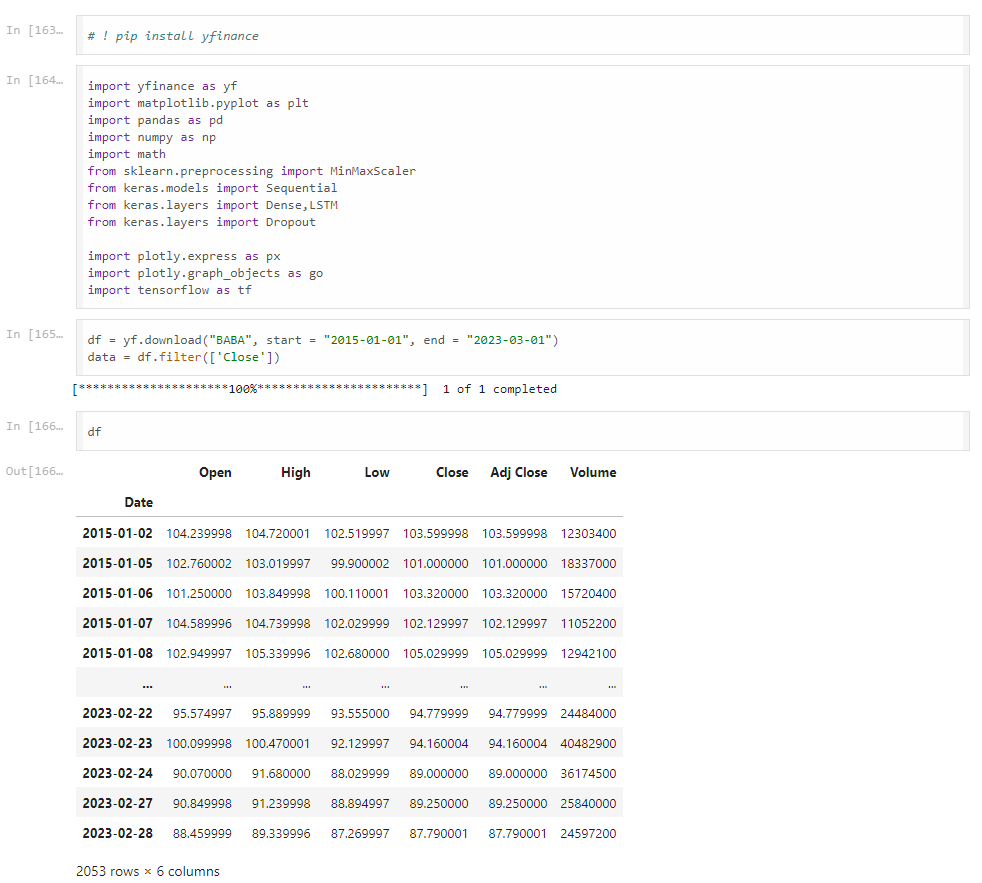 In [163…
# ! pip install yfinance
In [164…
import yfinance as yf
import matplotlib.pyplot as plt
import pandas as pd
import numpy as np
import math
from sklearn.preprocessing import MinMaxScaler
from keras.models import Sequential
from keras.layers import Dense,LSTM
from keras.layers import Dropout
import plotly.express as px
import plotly.graph_objects as go
import tensorflow as tf
In [165…
df = yf.download("BABA", start = "2015-01-01", end = "2023-03-01")
data = df.filter(['Close'])
[*********************100%***********************]  1 of 1 completed
In [166…
df
Out[166…
Open High Low Close Adj Close Volume
Date
2015-01-02 104.239998 104.720001 102.519997 103.599998 103.599998 12303400
2015-01-05 102.760002 103.019997 99.900002 101.000000 101.000000 18337000
2015-01-06 101.250000 103.849998 100.110001 103.320000 103.320000 15720400
2015-01-07 104.589996 104.739998 102.029999 102.129997 102.129997 11052200
2015-01-08 102.949997 105.339996 102.680000 105.029999 105.029999 12942100
... ... ... ... ... ... ...
2023-02-22 95.574997 95.889999 93.555000 94.779999 94.779999 24484000
2023-02-23 100.099998 100.470001 92.129997 94.160004 94.160004 40482900
2023-02-24 90.070000 91.680000 88.029999 89.000000 89.000000 36174500
2023-02-27 90.849998 91.239998 88.894997 89.250000 89.250000 25840000
2023-02-28 88.459999 89.339996 87.269997 87.790001 87.790001 24597200
2053 rows × 6 columns